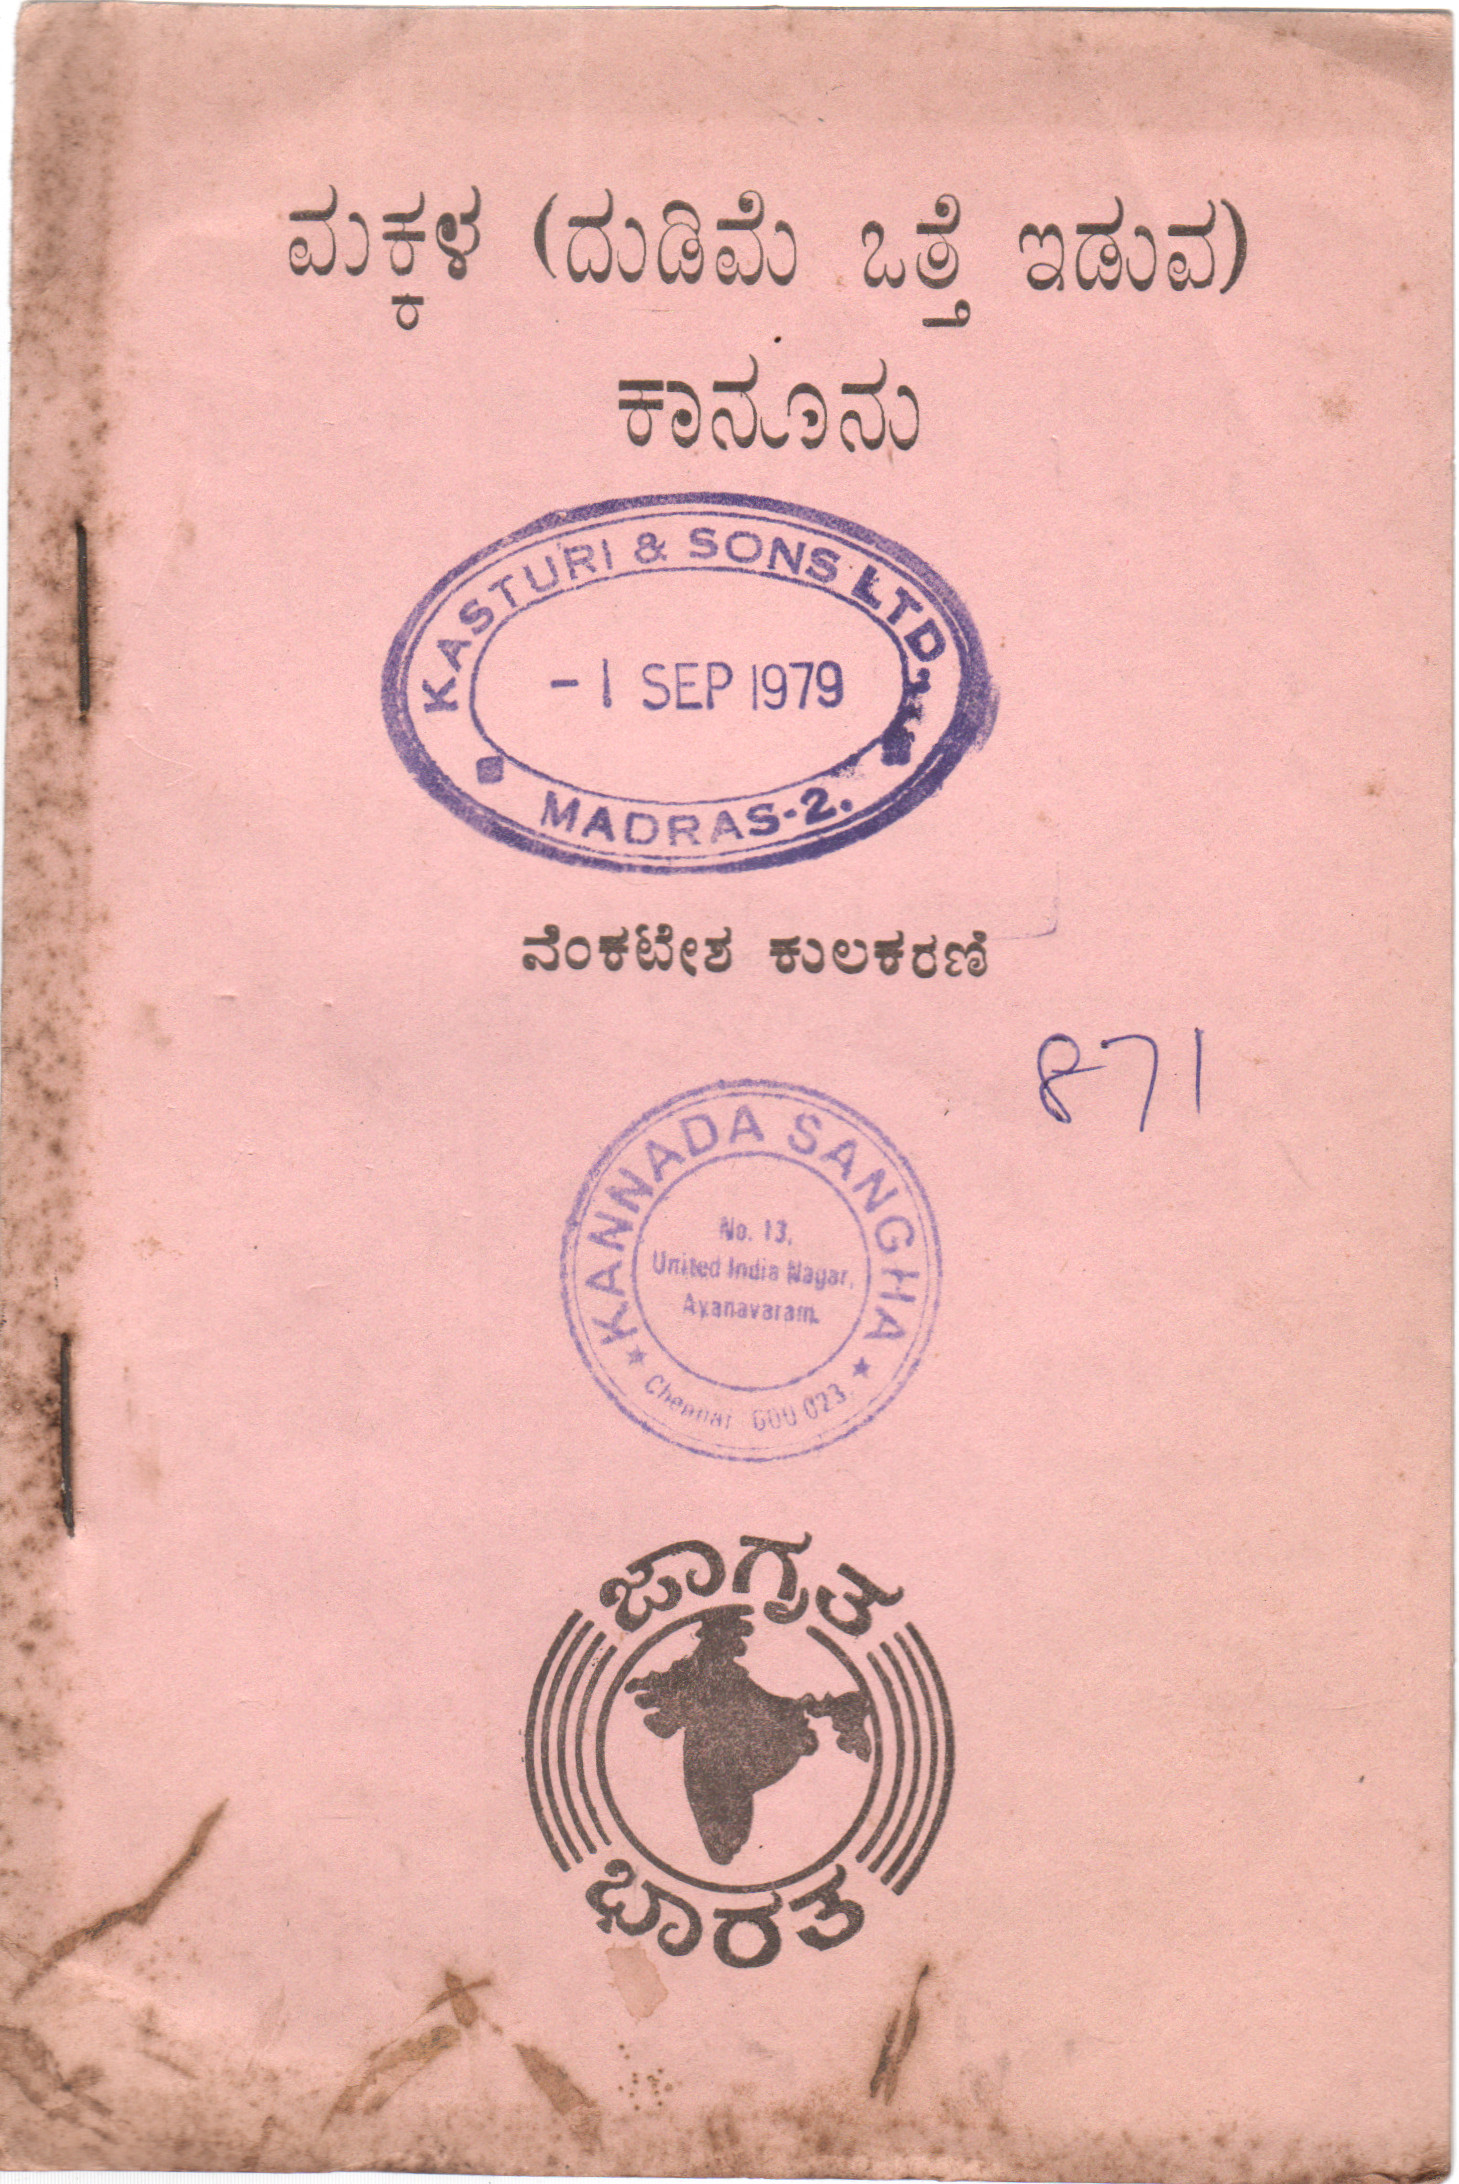 ಮಕ್ಕಳ (ದುಡಿಮೆ ಒತ್ತೆ ಇಡುವ)
ಕಾನೂನು
KASTURI & SONS LTD.
-1 SEP 1979
MADRAS-2.
ವೆಂಕಟೇಶ ಕುಲಕರಣಿ
871
KANNADA SANGHA
No. 13,
United India Nagar,
Ayanavaram.
Chennai 600 023
ಜಾಗೃತ
ಭಾರತ